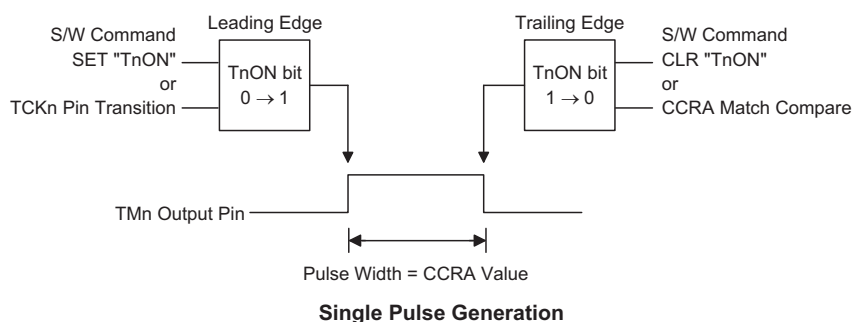 Leading Edge
S/W Command
SET "TnON"
or
TCKn Pin Transition
TnON bit
0 → 1
Trailing Edge
TnON bit
1 → 0
S/W Command
CLR "TnON"
or
CCRA Match Compare
TMn Output Pin
Pulse Width = CCRA Value
Single Pulse Generation